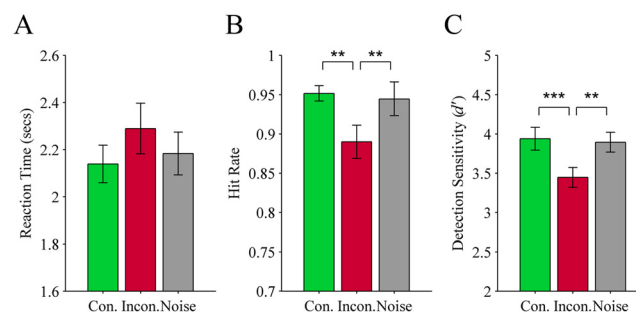 A
Reaction Time (secs)
2.6
2.4
2.2
2
1.8
1.6
Con. Incon.Noise
B
Hit Rate
1
0.95
0.9
0.85
0.8
0.75
0.7
** **
Con. Incon.Noise
C
Detection Sensitivity (d')
5
4.5
4
3.5
3
2.5
2
*** **
Con. Incon.Noise